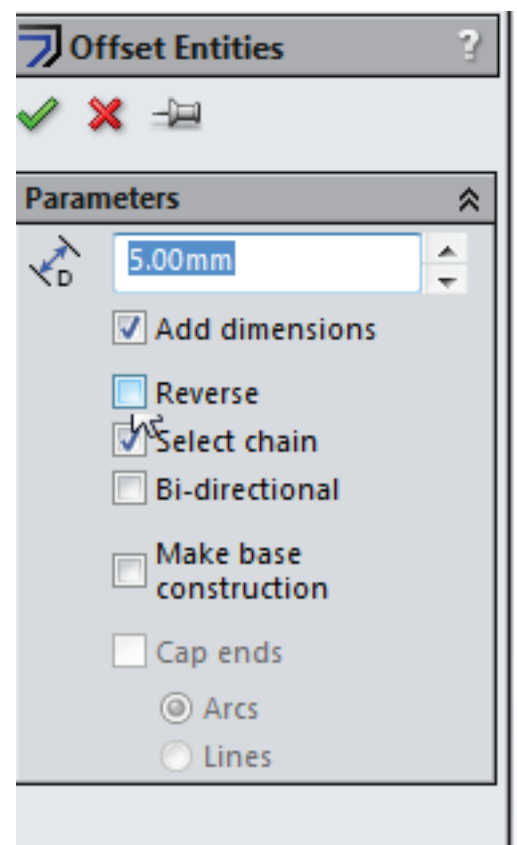 Offset Entities ?
Parameters
D 5.00mm
Add dimensions
Reverse
Select chain
Bi-directional
Make base
construction
Cap ends
Arcs
Lines